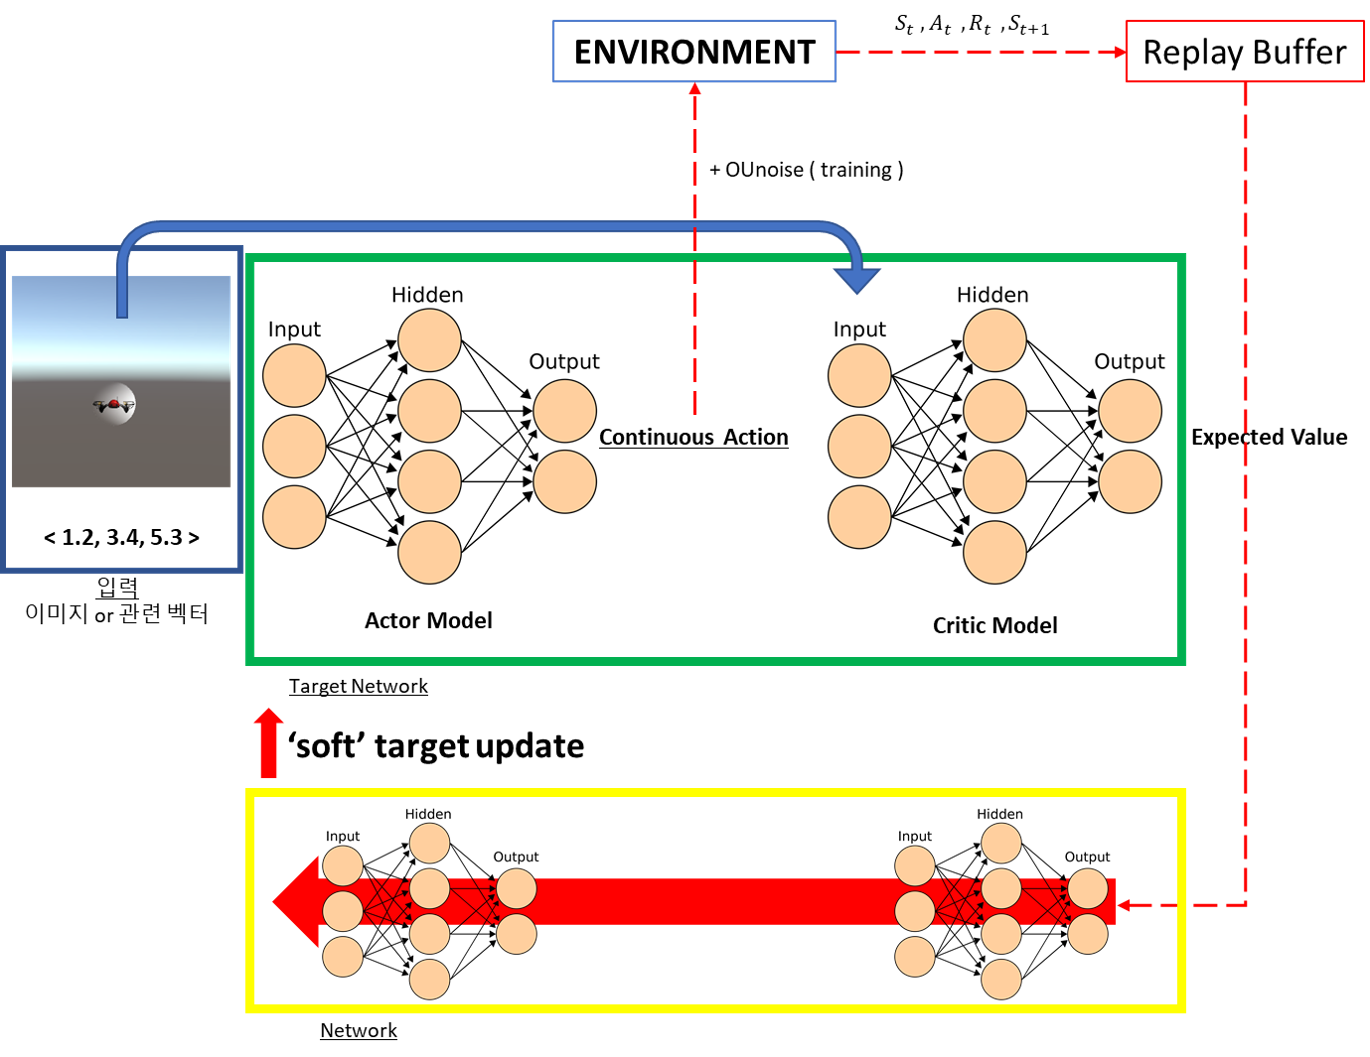 ENVIRONMENT
S_t , A_t , R_t , S_{t+1}
Replay Buffer
+ OUnoise ( training )
Input
Hidden
Output
Continuous Action
Input
Hidden
Output
Expected Value
< 1.2, 3.4, 5.3 >
입력
이미지 or 관련 벡터
Actor Model
Critic Model
Target Network
‘soft’ target update
Input
Hidden
Output
Input
Hidden
Output
Network